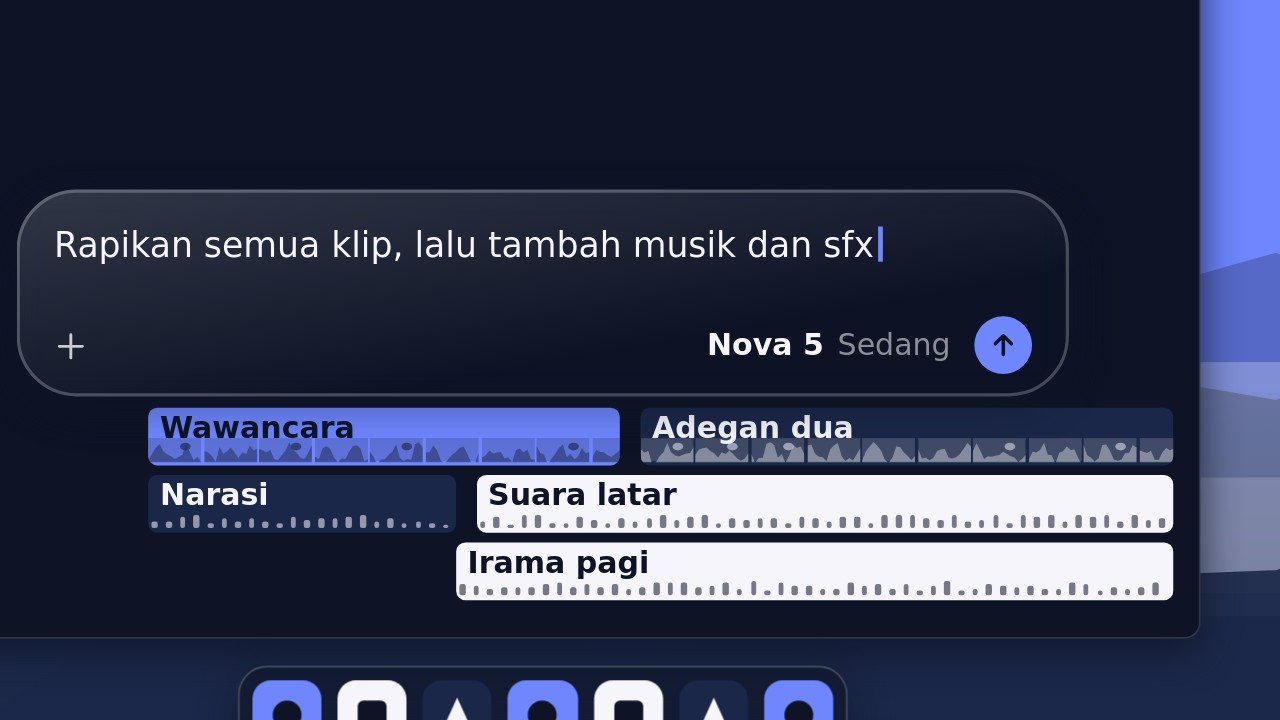 Rapikan semua klip, lalu tambah musik dan sfx
Nova 5 Sedang
Wawancara
Adegan dua
Narasi
Suara latar
Irama pagi